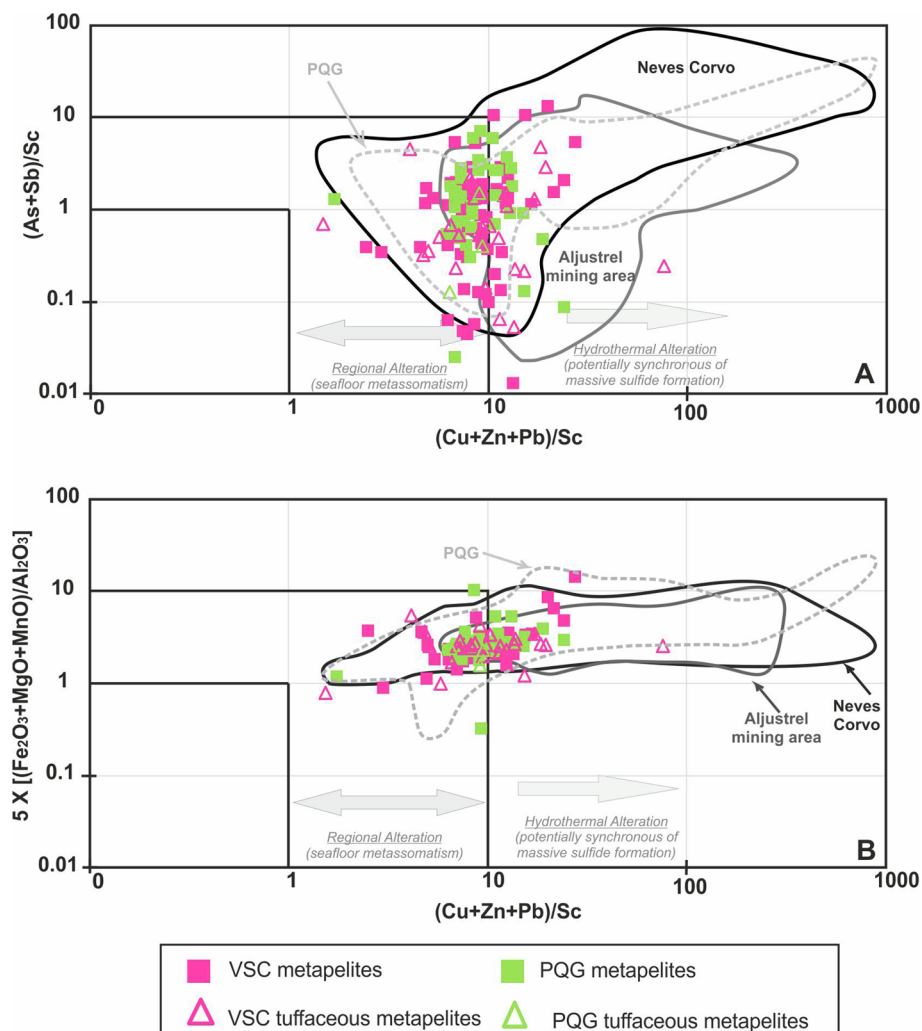 100
10
1
0.1
0.01
(As+Sb)/Sc
PQG
Neves Corvo
Aljustrel
mining area
Regional Alteration
(seafloor metassomatism)
Hydrothermal Alteration
(potentially synchronous of
massive sulfide formation)
A
0
1
10
100
1000
(Cu+Zn+Pb)/Sc
100
10
1
0.1
0.01
5 X [(Fe₂O₃+MgO+MnO)/Al₂O₃]
PQG
Aljustrel
mining area
Neves
Corvo
Regional Alteration
(seafloor metassomatism)
Hydrothermal Alteration
(potentially synchronous of
massive sulfide formation)
B
0
1
10
100
1000
(Cu+Zn+Pb)/Sc
VSC metapelites
PQG metapelites
VSC tuffaceous metapelites
PQG tuffaceous metapelites